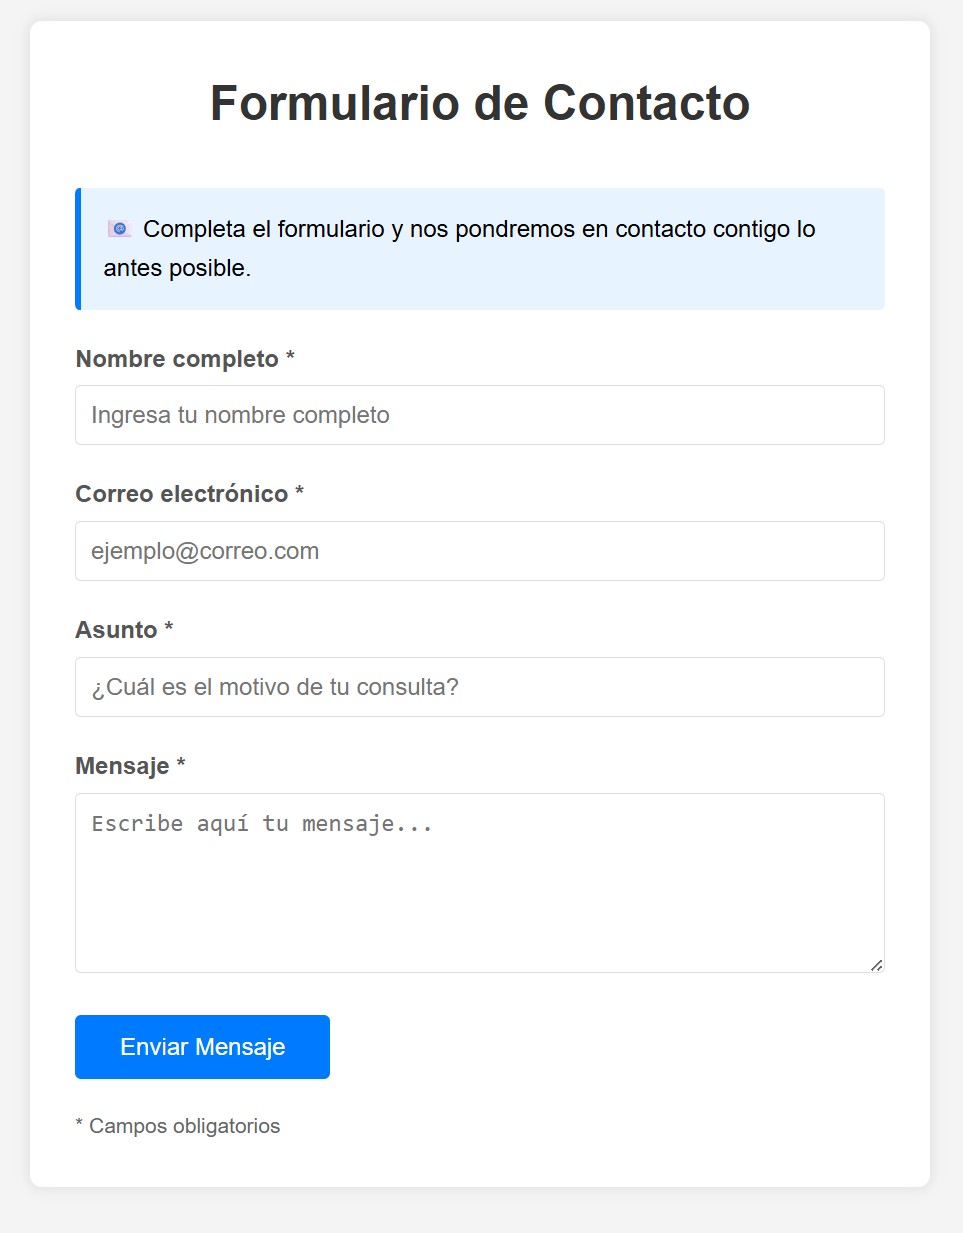 Formulario de Contacto
Completa el formulario y nos pondremos en contacto contigo lo
antes posible.
Nombre completo *
Ingresa tu nombre completo
Correo electrónico *
ejemplo@correo.com
Asunto *
¿Cuál es el motivo de tu consulta?
Mensaje *
Escribe aquí tu mensaje...
Enviar Mensaje
* Campos obligatorios